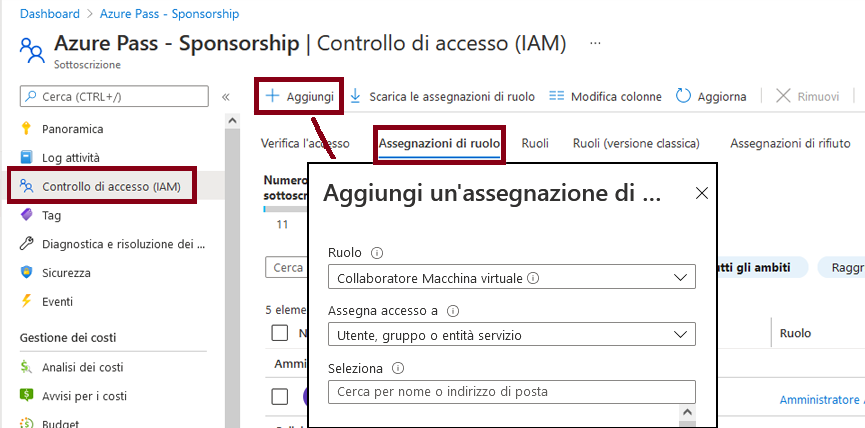 Dashboard > Azure Pass - Sponsorship
Azure Pass - Sponsorship | Controllo di accesso (IAM) ...
Sottoscrizione
Cerca (CTRL+/) «
+ Aggiungi Scarica le assegnazioni di ruolo Modifica colonne Aggiorna Rimuovi
Panoramica
Log attività
Controllo di accesso (IAM)
Tag
Diagnostica e risoluzione dei ...
Sicurezza
Eventi
Gestione dei costi
Analisi dei costi
Avvisi per i costi
Budget
Verifica l'accesso Assegnazioni di ruolo Ruoli Ruoli (versione classica) Assegnazioni di rifiuto
Numero
sottoscri
11
Cerca
utti gli ambiti Raggr
5 eleme
N
Ruolo
Ammi
Amministratore
Aggiungi un'assegnazione di ...
Ruolo
Collaboratore Macchina virtuale
Assegna accesso a
Utente, gruppo o entità servizio
Seleziona
Cerca per nome o indirizzo di posta